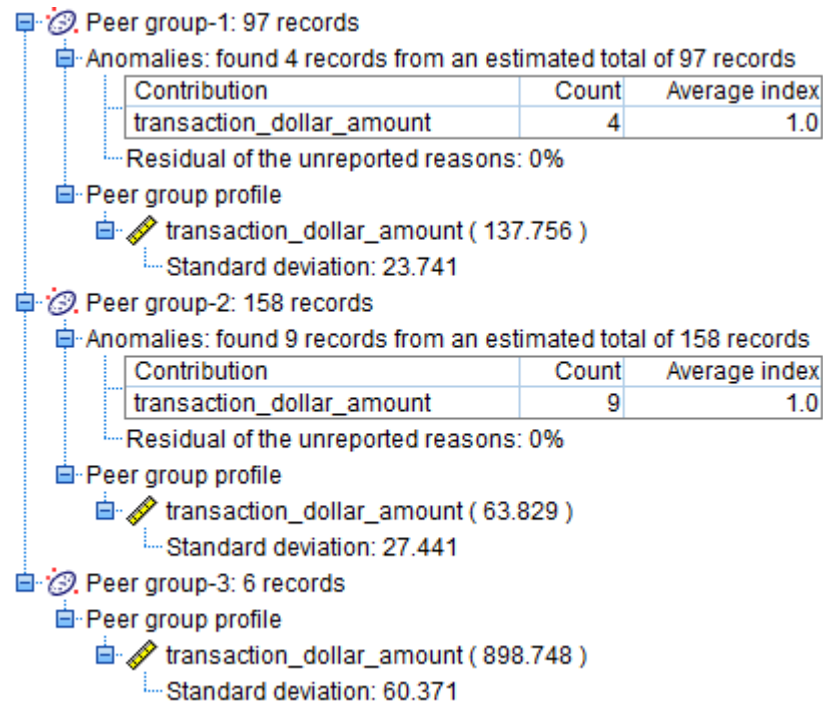 Peer group-1: 97 records
Anomalies: found 4 records from an estimated total of 97 records
Contribution Count Average index
transaction_dollar_amount 4 1.0
Residual of the unreported reasons: 0%
Peer group profile
transaction_dollar_amount ( 137.756 )
Standard deviation: 23.741
Peer group-2: 158 records
Anomalies: found 9 records from an estimated total of 158 records
Contribution Count Average index
transaction_dollar_amount 9 1.0
Residual of the unreported reasons: 0%
Peer group profile
transaction_dollar_amount ( 63.829 )
Standard deviation: 27.441
Peer group-3: 6 records
Peer group profile
transaction_dollar_amount ( 898.748 )
Standard deviation: 60.371